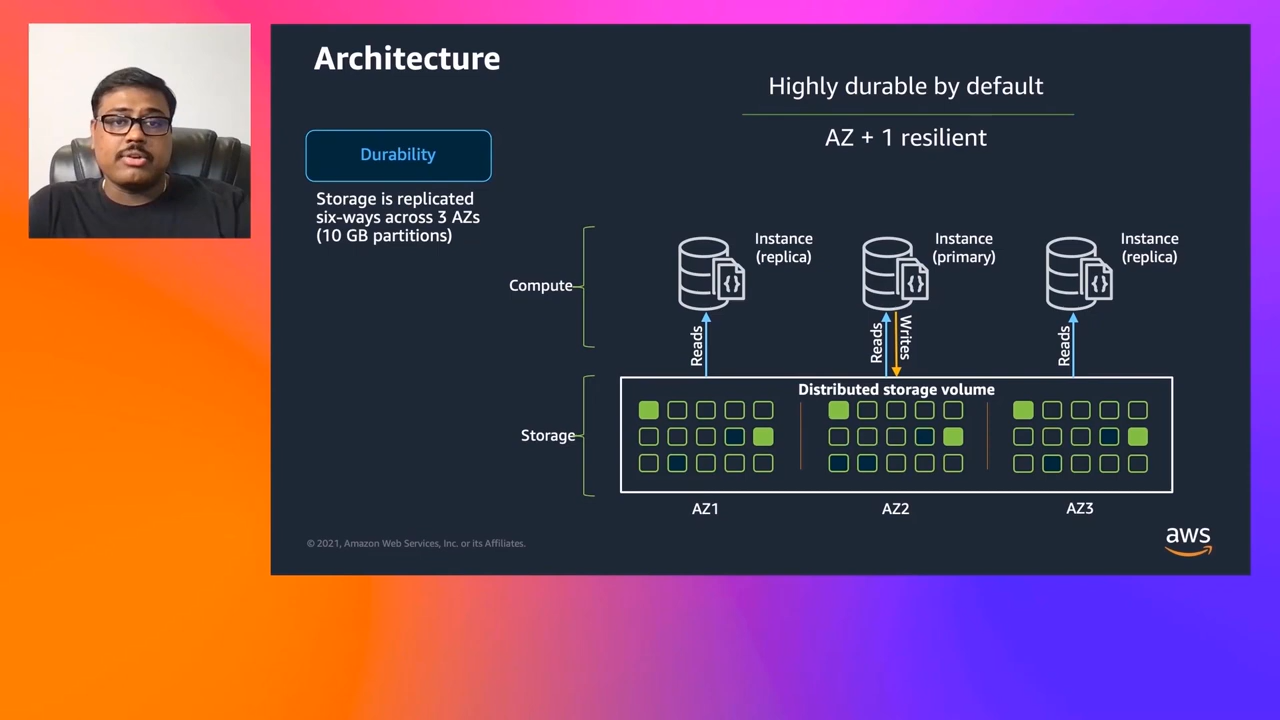 Architecture
Highly durable by default
AZ + 1 resilient
Durability
Storage is replicated
six-ways across 3 AZs
(10 GB partitions)
Compute
Instance
(replica)
Instance
(primary)
Instance
(replica)
{}
{}
{}
Reads
Reads
Writes
Reads
Storage
Distributed storage volume
AZ1
AZ2
AZ3
© 2021, Amazon Web Services, Inc. or its Affiliates.
aws